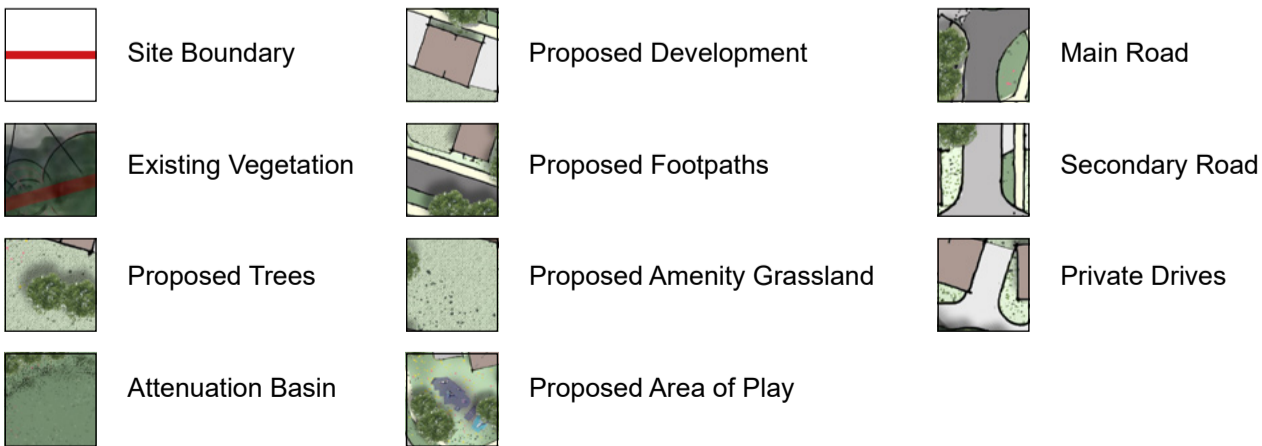 Site Boundary
Existing Vegetation
Proposed Trees
Attenuation Basin
Proposed Development
Proposed Footpaths
Proposed Amenity Grassland
Proposed Area of Play
Main Road
Secondary Road
Private Drives